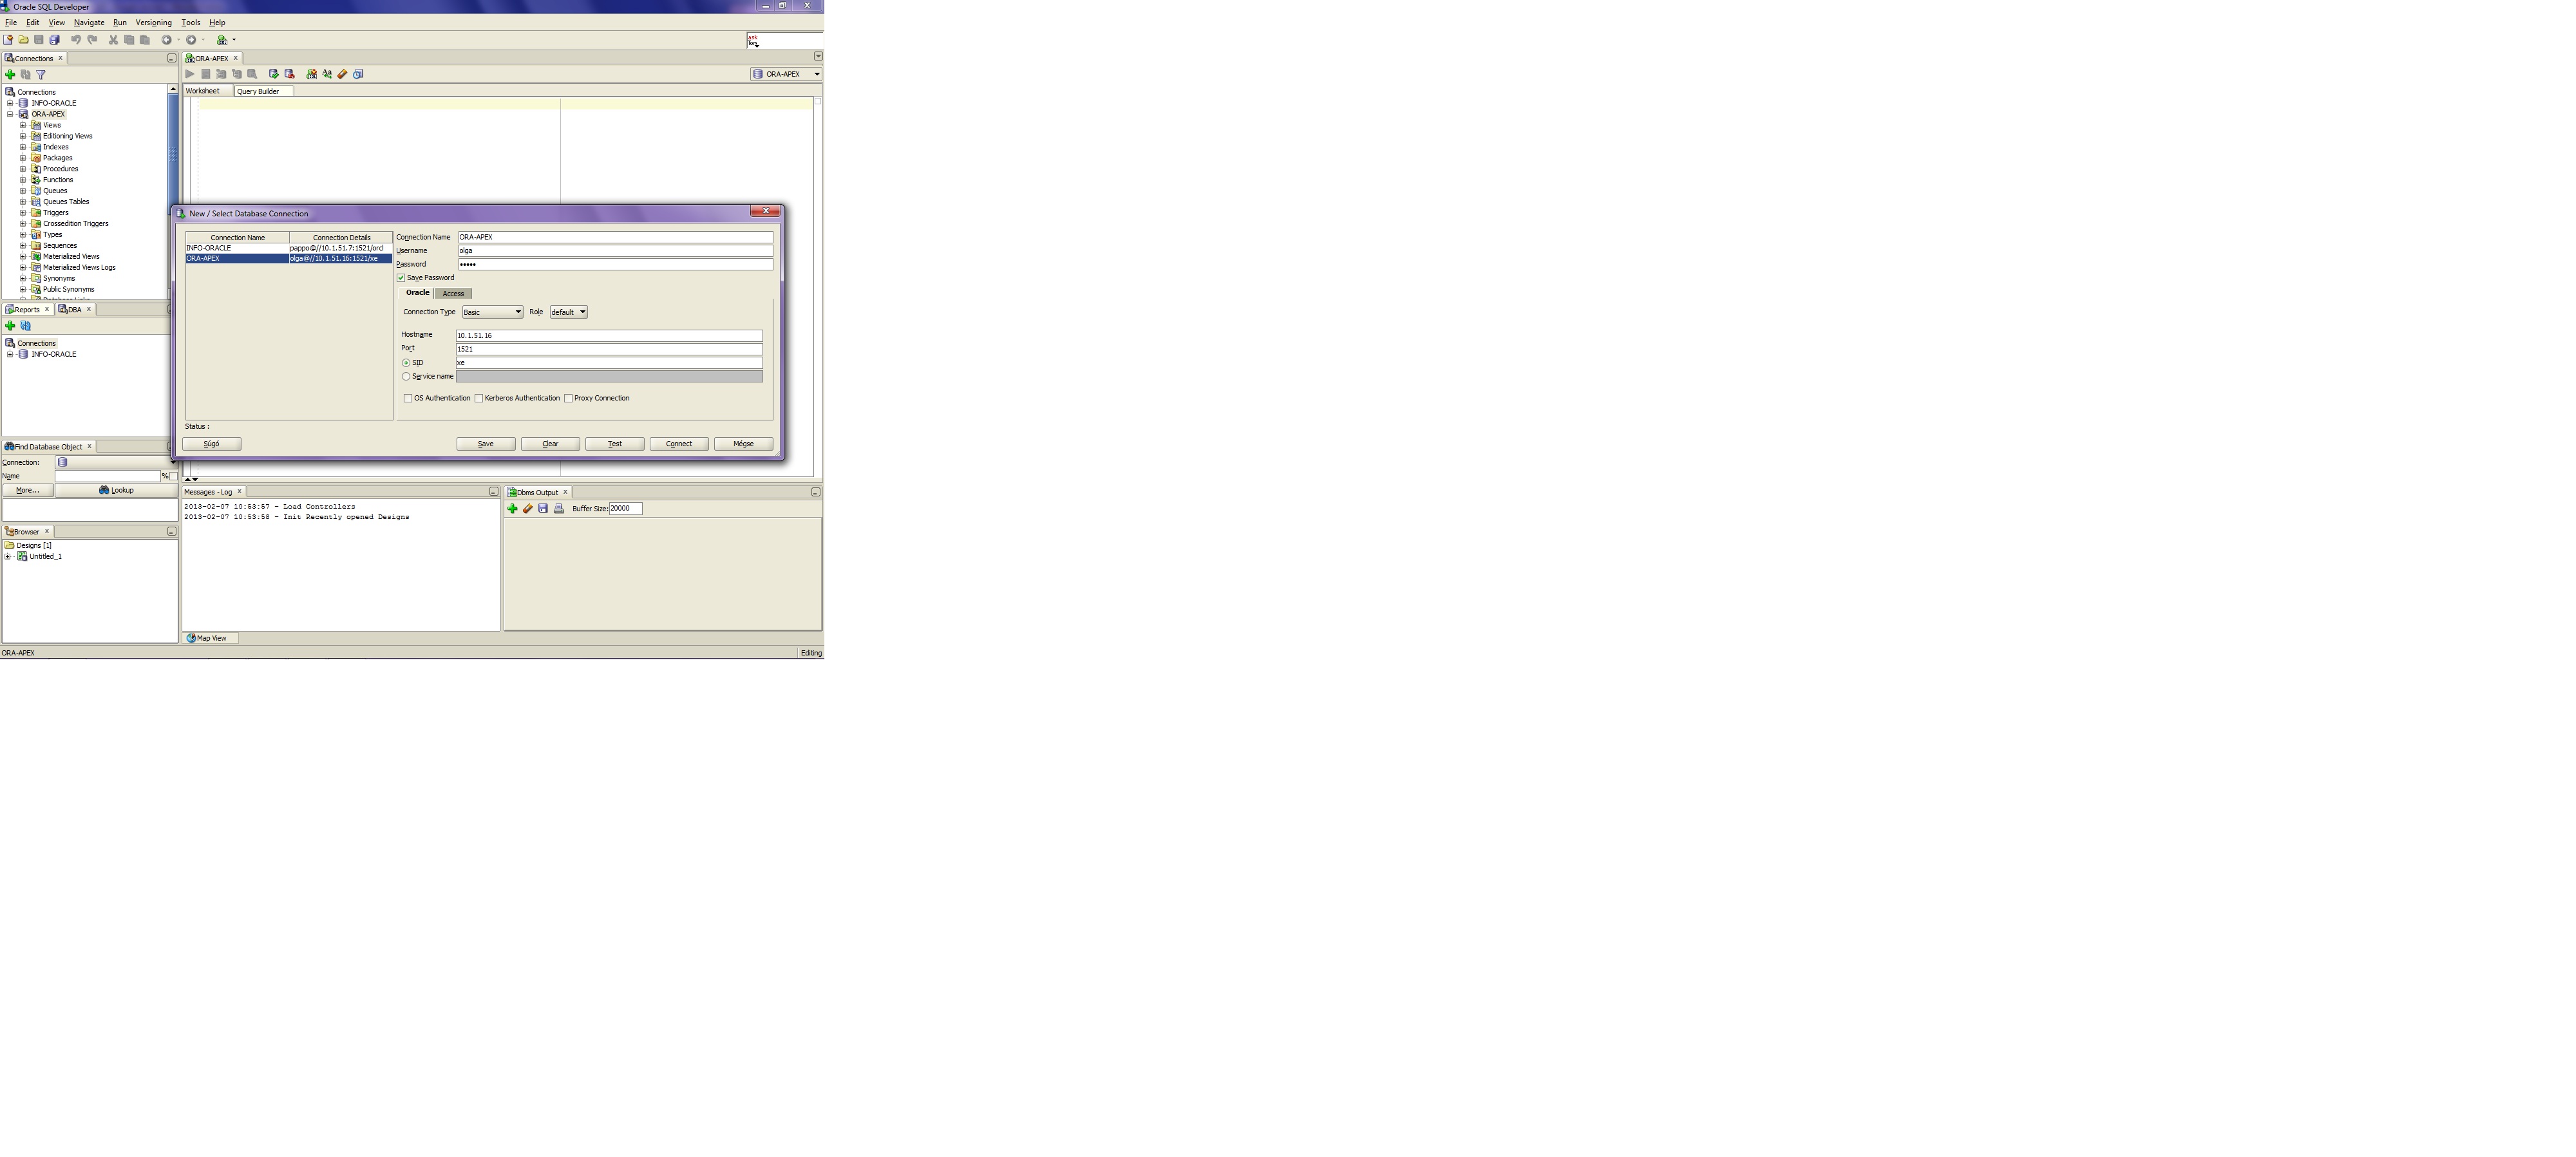 Oracle SQL Developer
File Edit View Navigate Run Versioning Tools Help
ask
Tom
Connections x
ORA-APEX x
ORA-APEX
Worksheet Query Builder
Connections
INFO-ORACLE
ORA-APEX
Views
Editioning Views
Indexes
Packages
Procedures
Functions
Queues
Queues Tables
Triggers
Crossedition Triggers
Types
Sequences
Materialized Views
Materialized Views Logs
Synonyms
Public Synonyms
Database Links
Reports x DBA x
Connections
INFO-ORACLE
Find Database Object x
Connection:
Name %
More... Lookup
Browser x
Designs [1]
Untitled_1
New / Select Database Connection
Connection Name Connection Details
INFO-ORACLE pappo@//10.1.51.7:1521/orcl
ORA-APEX olga@//10.1.51.16:1521/xe
Connection Name ORA-APEX
Username olga
Password •••••
Save Password
Oracle Access
Connection Type Basic Role default
Hostname 10.1.51.16
Port 1521
SID xe
Service name
OS Authentication Kerberos Authentication Proxy Connection
Status :
Súgó Save Clear Test Connect Mégse
Messages - Log x
2013-02-07 10:53:57 - Load Controllers
2013-02-07 10:53:58 - Init Recently opened Designs
Dbms Output x
Buffer Size: 20000
Map View
ORA-APEX Editing